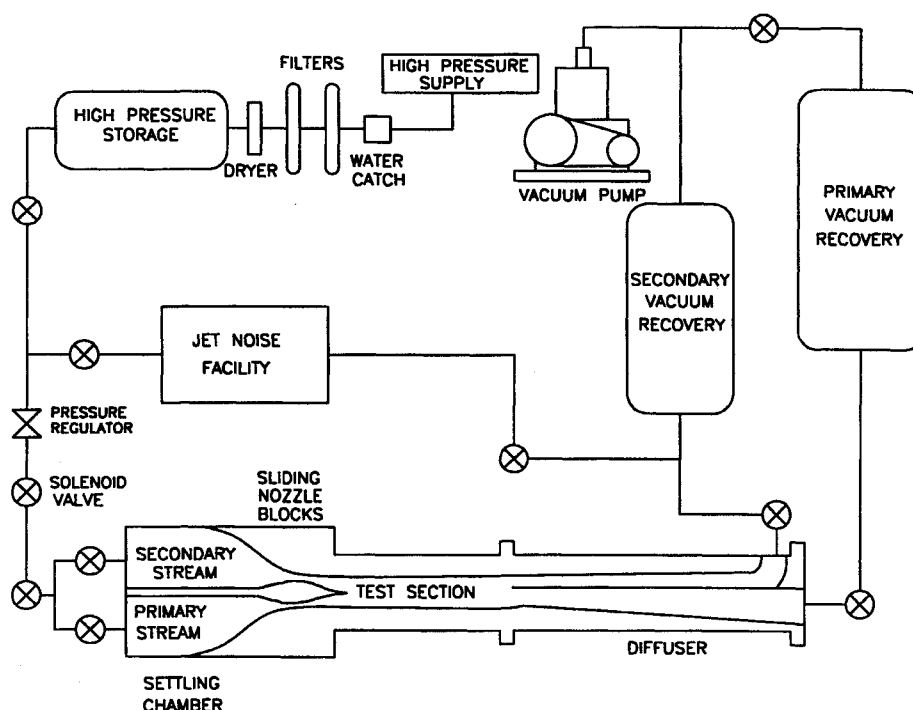 FILTERS
HIGH PRESSURE
SUPPLY
HIGH PRESSURE
STORAGE
DRYER
WATER
CATCH
VACUUM PUMP
PRIMARY
VACUUM
RECOVERY
SECONDARY
VACUUM
RECOVERY
JET NOISE
FACILITY
PRESSURE
REGULATOR
SOLENOID
VALVE
SLIDING
NOZZLE
BLOCKS
SECONDARY
STREAM
TEST SECTION
PRIMARY
STREAM
DIFFUSER
SETTLING
CHAMBER